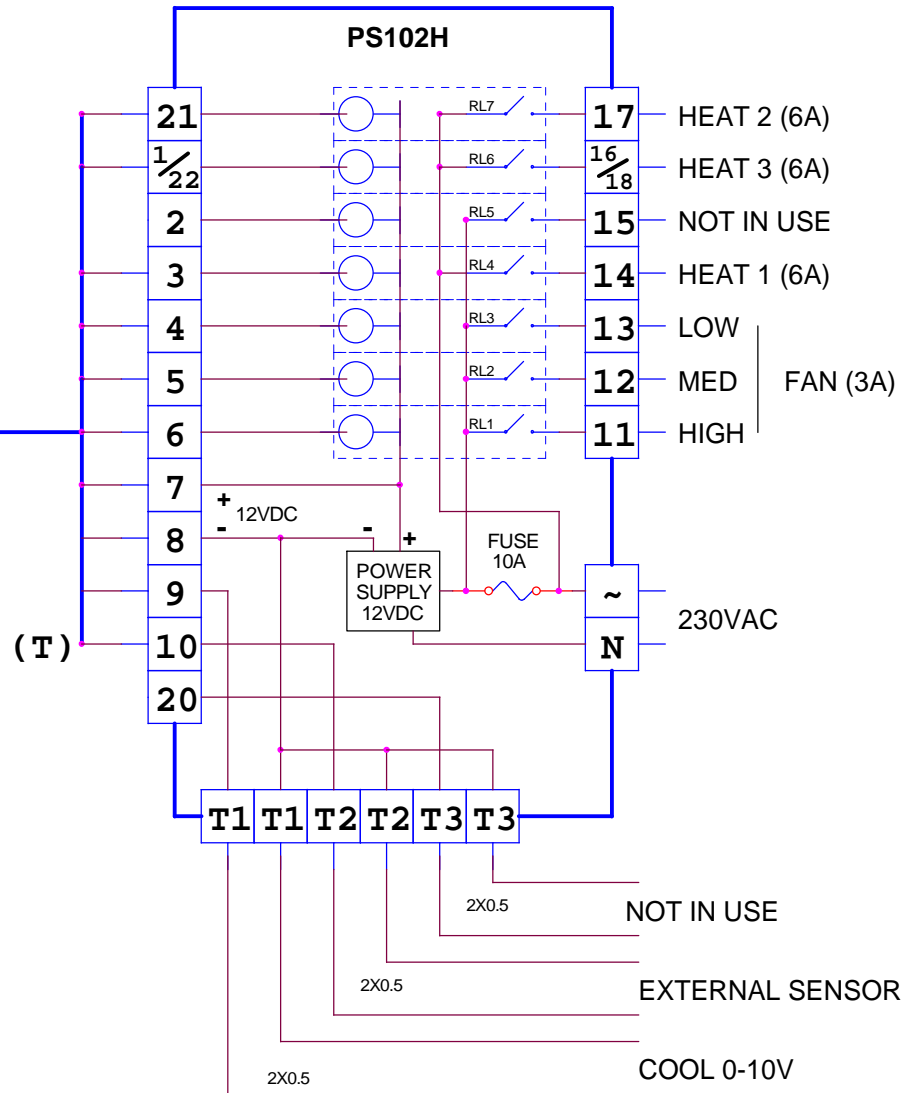 PS102H
21 RL7 17 HEAT 2 (6A)
1/22 RL6 16/18 HEAT 3 (6A)
2 RL5 15 NOT IN USE
3 RL4 14 HEAT 1 (6A)
4 RL3 13 LOW
5 RL2 12 MED FAN (3A)
6 RL1 11 HIGH
7
+ 12VDC
-
8 - +
FUSE
10A
POWER
SUPPLY
12VDC
9 ~
230VAC
(T) 10 N
20
T1 T1 T2 T2 T3 T3
2X0.5 NOT IN USE
2X0.5 EXTERNAL SENSOR
2X0.5 COOL 0-10V